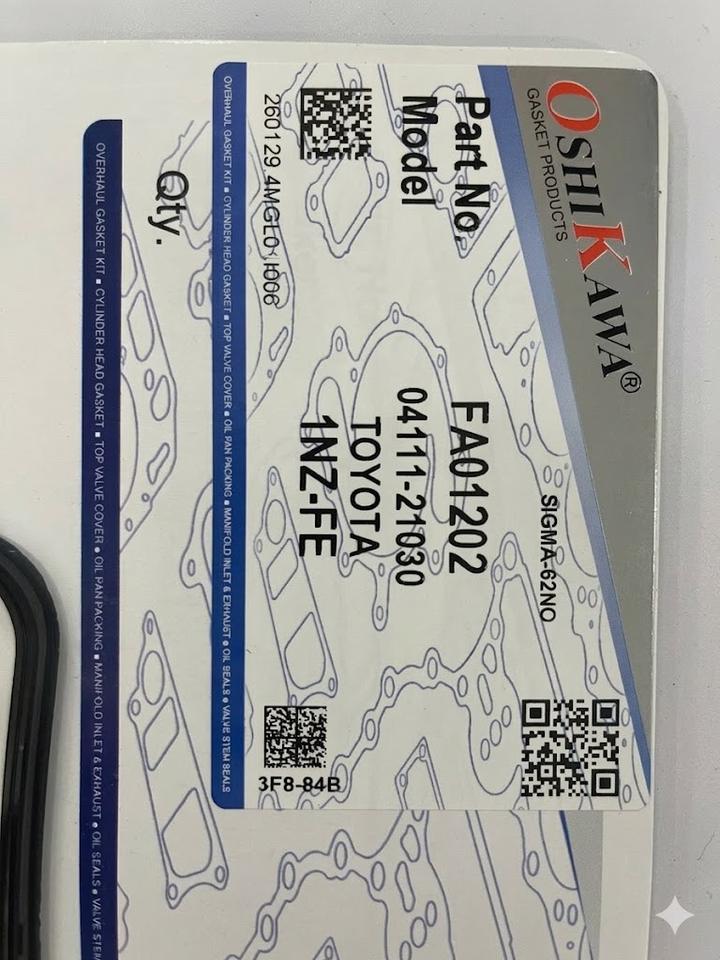 OSHIKAWA®
GASKET PRODUCTS
SIGMA-62NO
Part No. FA01202
04111-21030
Model TOYOTA
1NZ-FE
260129 4MGL0
3F8-84B
OVERHAUL GASKET KIT ■ CYLINDER HEAD GASKET ■ TOP VALVE COVER ● OIL PAN PACKING ■ MANIFOLD INLET & EXHAUST ● OIL SEALS ● VALVE STEM SEALS
Qty.
OVERHAUL GASKET KIT ■ CYLINDER HEAD GASKET ■ TOP VALVE COVER ● OIL PAN PACKING ■ MANIFOLD INLET & EXHAUST ● OIL SEALS ● VALVE STEM